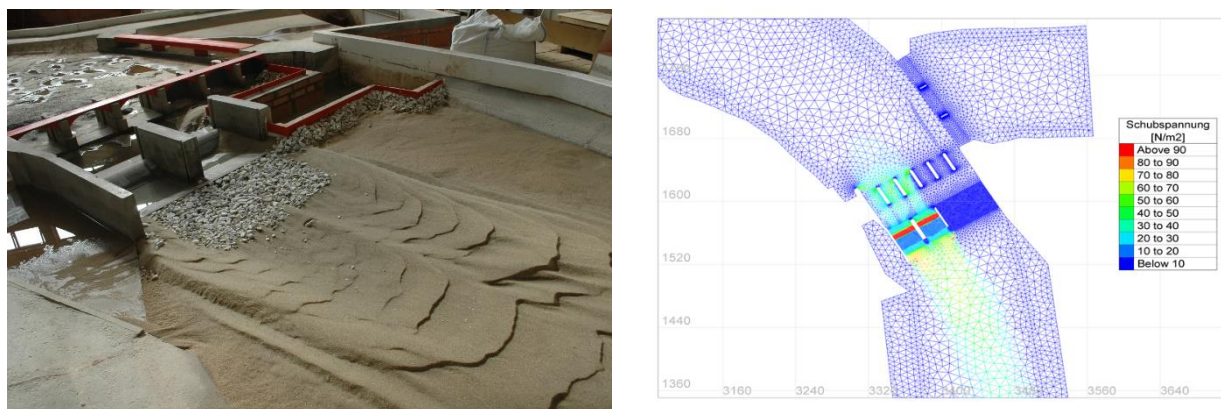 Schubspannung
[N/m2]
Above 90
80 to 90
70 to 80
60 to 70
50 to 60
40 to 50
30 to 40
20 to 30
10 to 20
Below 10
1680
1600
1520
1440
1360
3160
3240
3400
3560
3640